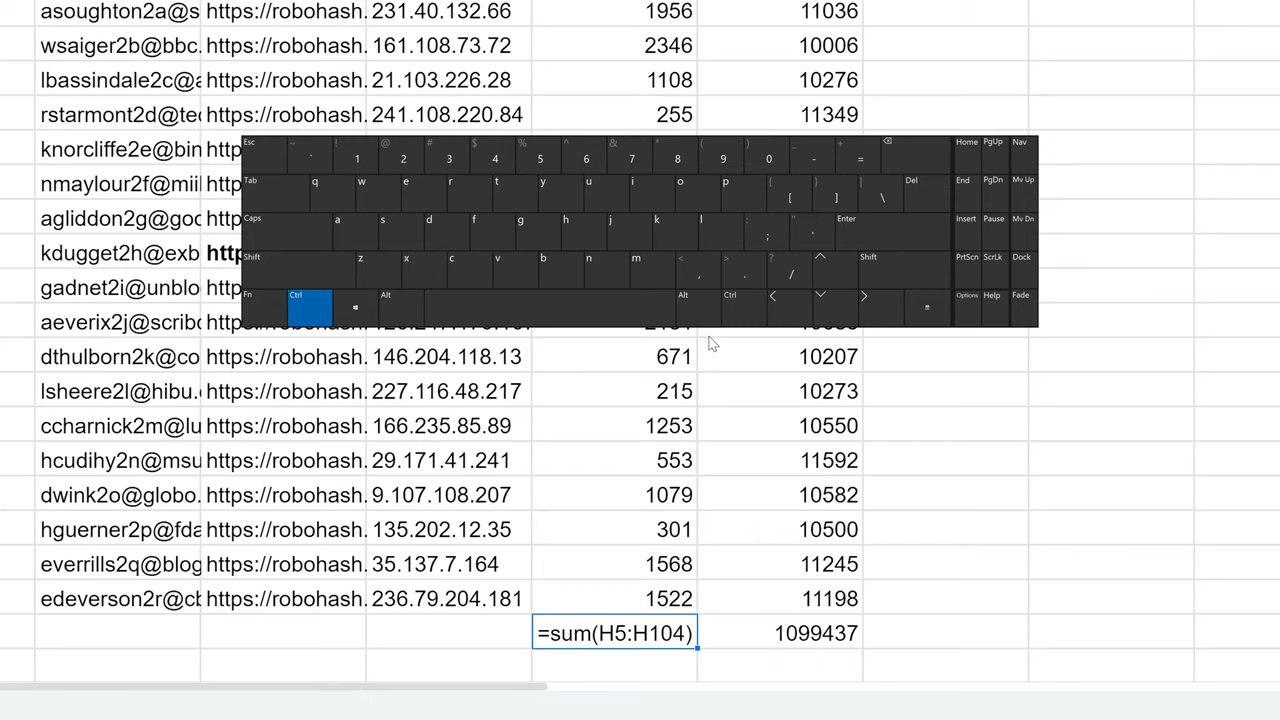 asoughton2a@s https://robohash. 231.40.132.66 1956 11036
wsaiger2b@bbc. https://robohash. 161.108.73.72 2346 10006
lbassindale2c@a https://robohash. 21.103.226.28 1108 10276
rstarmont2d@tec https://robohash. 241.108.220.84 255 11349
knorcliffe2e@bin http
nmaylour2f@miil http
agliddon2g@goo http
kdugget2h@exb http
gadnet2i@unblo http
aeverix2j@scribd
dthulborn2k@co https://robohash. 146.204.118.13 671 10207
lsheere2l@hibu.c https://robohash. 227.116.48.217 215 10273
ccharnick2m@lu https://robohash. 166.235.85.89 1253 10550
hcudihy2n@msu https://robohash. 29.171.41.241 553 11592
dwink2o@globo. https://robohash. 9.107.108.207 1079 10582
hguerner2p@fda https://robohash. 135.202.12.35 301 10500
everrills2q@blog https://robohash. 35.137.7.164 1568 11245
edeverson2r@cb https://robohash. 236.79.204.181 1522 11198
=sum(H5:H104) 1099437
Esc ~ ` ! 1 @ 2 # 3 $ 4 % 5 ^ 6 & 7 * 8 ( 9 ) 0 _ - + = Home PgUp Nav
Tab q w e r t y u i o p { [ } ] | \ Del End PgDn Mv Up
Caps a s d f g h j k l : ; " ' Enter Insert Pause Mv Dn
Shift z x c v b n m < , > . ? / Shift PrtScn ScrLk Dock
Fn Ctrl Alt Alt Ctrl Options Help Fade